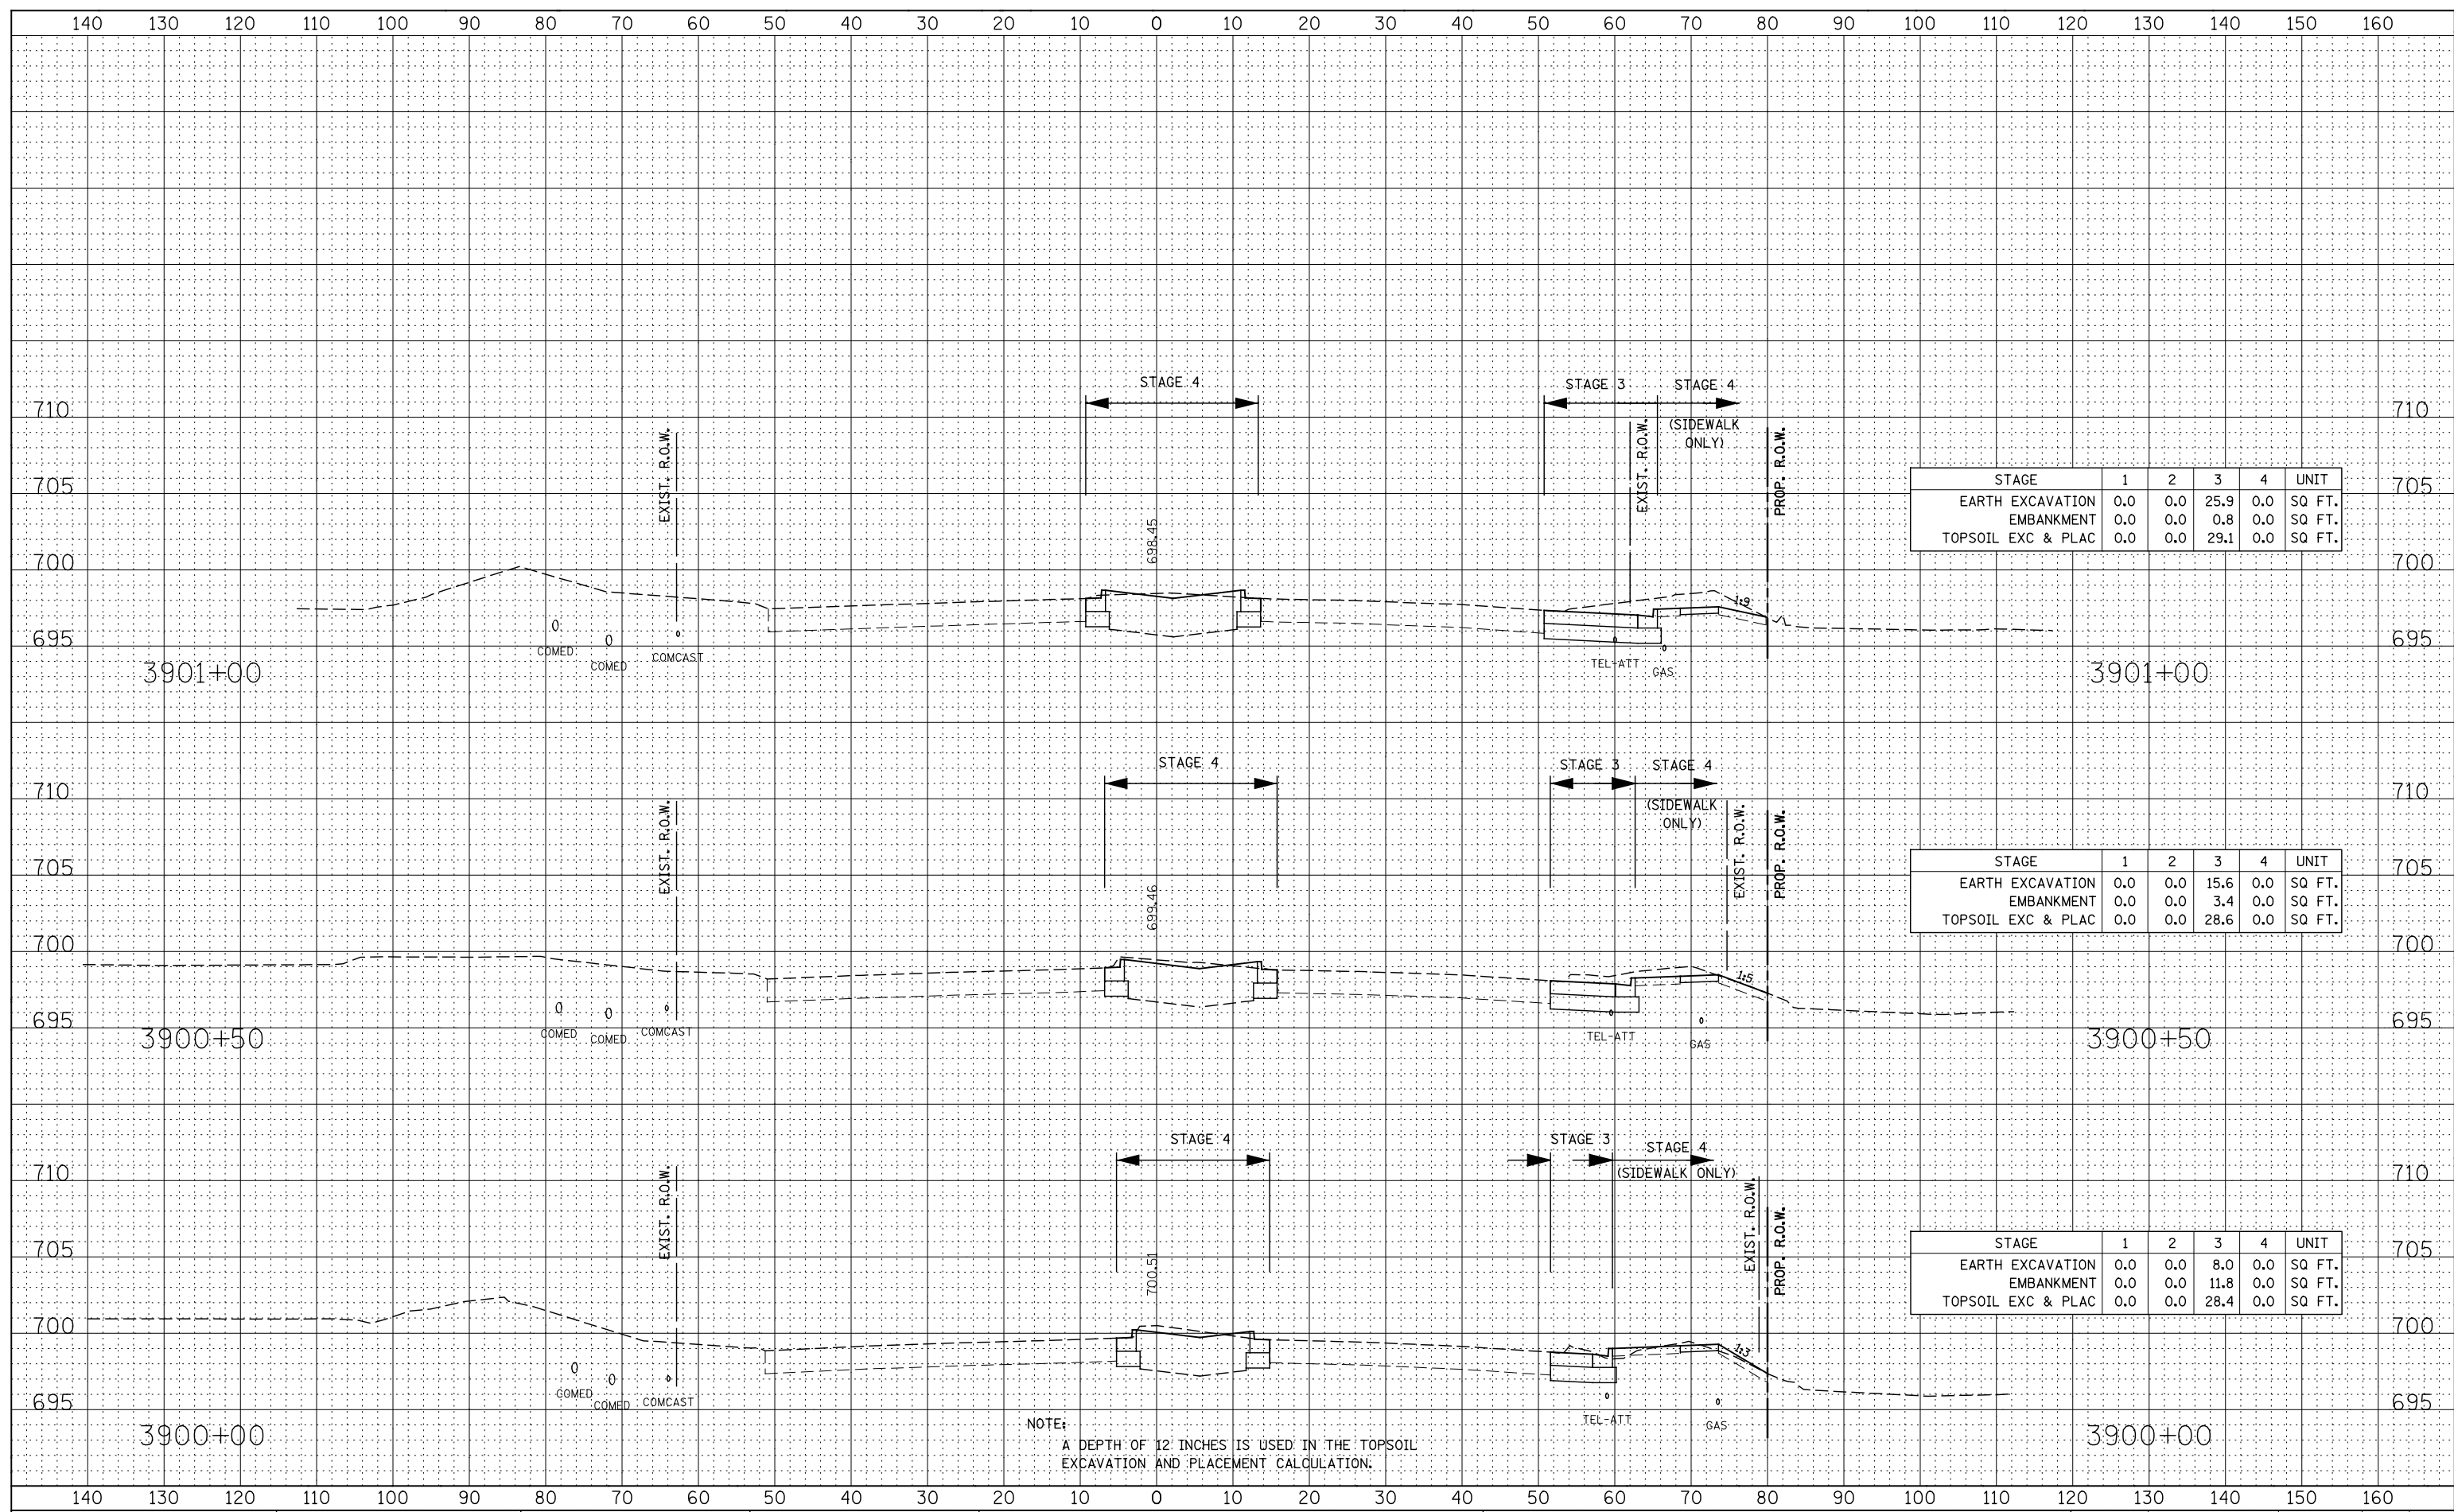 140 130 120 110 100 90 80 70 60 50 40 30 20 10 0 10 20 30 40 50 60 70 80 90 100 110 120 130 140 150 160
STAGE 4
STAGE 3 STAGE 4
(SIDEWALK
ONLY)
710 710
EXIST. R.O.W.
EXIST. R.O.W.
PROP. R.O.W.
705 705
STAGE 1 2 3 4 UNIT
EARTH EXCAVATION 0.0 0.0 25.9 0.0 SQ FT.
EMBANKMENT 0.0 0.0 0.8 0.0 SQ FT.
TOPSOIL EXC & PLAC 0.0 0.0 29.1 0.0 SQ FT.
698.45
700 700
1:9
695 695
COMED COMED COMCAST TEL-ATT GAS
3901+00 3901+00
STAGE 4
STAGE 3 STAGE 4
(SIDEWALK
ONLY)
710 710
EXIST. R.O.W.
EXIST. R.O.W.
PROP. R.O.W.
705 705
STAGE 1 2 3 4 UNIT
EARTH EXCAVATION 0.0 0.0 15.6 0.0 SQ FT.
EMBANKMENT 0.0 0.0 3.4 0.0 SQ FT.
TOPSOIL EXC & PLAC 0.0 0.0 28.6 0.0 SQ FT.
699.46
700 700
1:5
695 695
COMED COMED COMCAST TEL-ATT GAS
3900+50 3900+50
STAGE 4
STAGE 3 STAGE 4
(SIDEWALK ONLY)
710 710
EXIST. R.O.W.
EXIST. R.O.W.
PROP. R.O.W.
705 705
STAGE 1 2 3 4 UNIT
EARTH EXCAVATION 0.0 0.0 8.0 0.0 SQ FT.
EMBANKMENT 0.0 0.0 11.8 0.0 SQ FT.
TOPSOIL EXC & PLAC 0.0 0.0 28.4 0.0 SQ FT.
700.51
700 700
1:3
695 695
COMED COMED COMCAST TEL-ATT GAS
3900+00 3900+00
NOTE:
A DEPTH OF 12 INCHES IS USED IN THE TOPSOIL
EXCAVATION AND PLACEMENT CALCULATION.
140 130 120 110 100 90 80 70 60 50 40 30 20 10 0 10 20 30 40 50 60 70 80 90 100 110 120 130 140 150 160